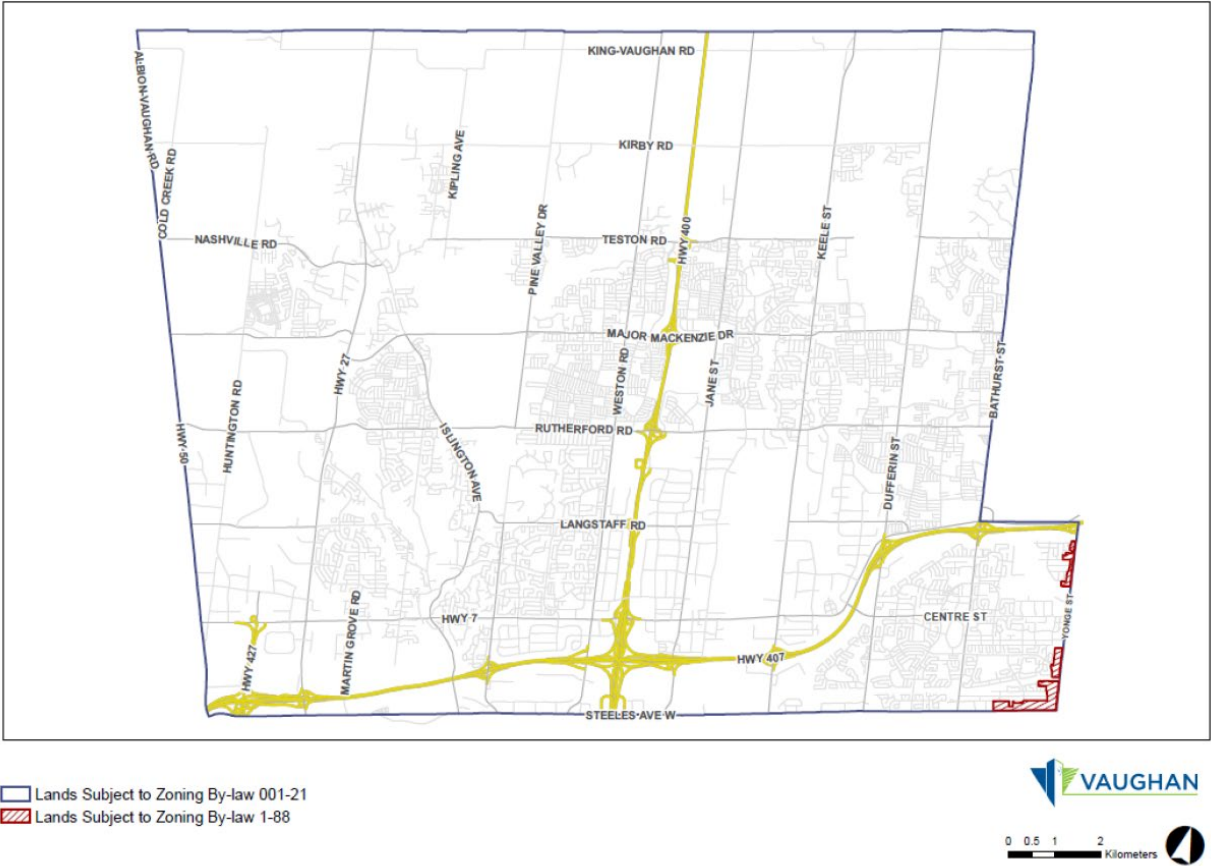 KING-VAUGHAN RD
ALBION-VAUGHAN RD
KIRBY RD
KIPLING AVE
COLD CREEK RD
PINE VALLEY DR
KEELE ST
HWY 400
NASHVILLE RD
TESTON RD
MAJOR MACKENZIE DR
HWY 27
WESTON RD
JANE ST
BATHURST ST
HUNTINGTON RD
HWY 50
RUTHERFORD RD
ISLINGTON AVE
DUFFERIN ST
LANGSTAFF RD
HWY 7
CENTRE ST
YONGE ST
MARTIN GROVE RD
HWY 427
HWY 407
STEELES AVE W
Lands Subject to Zoning By-law 001-21
Lands Subject to Zoning By-law 1-88
VAUGHAN
0 0.5 1 2
Kilometers